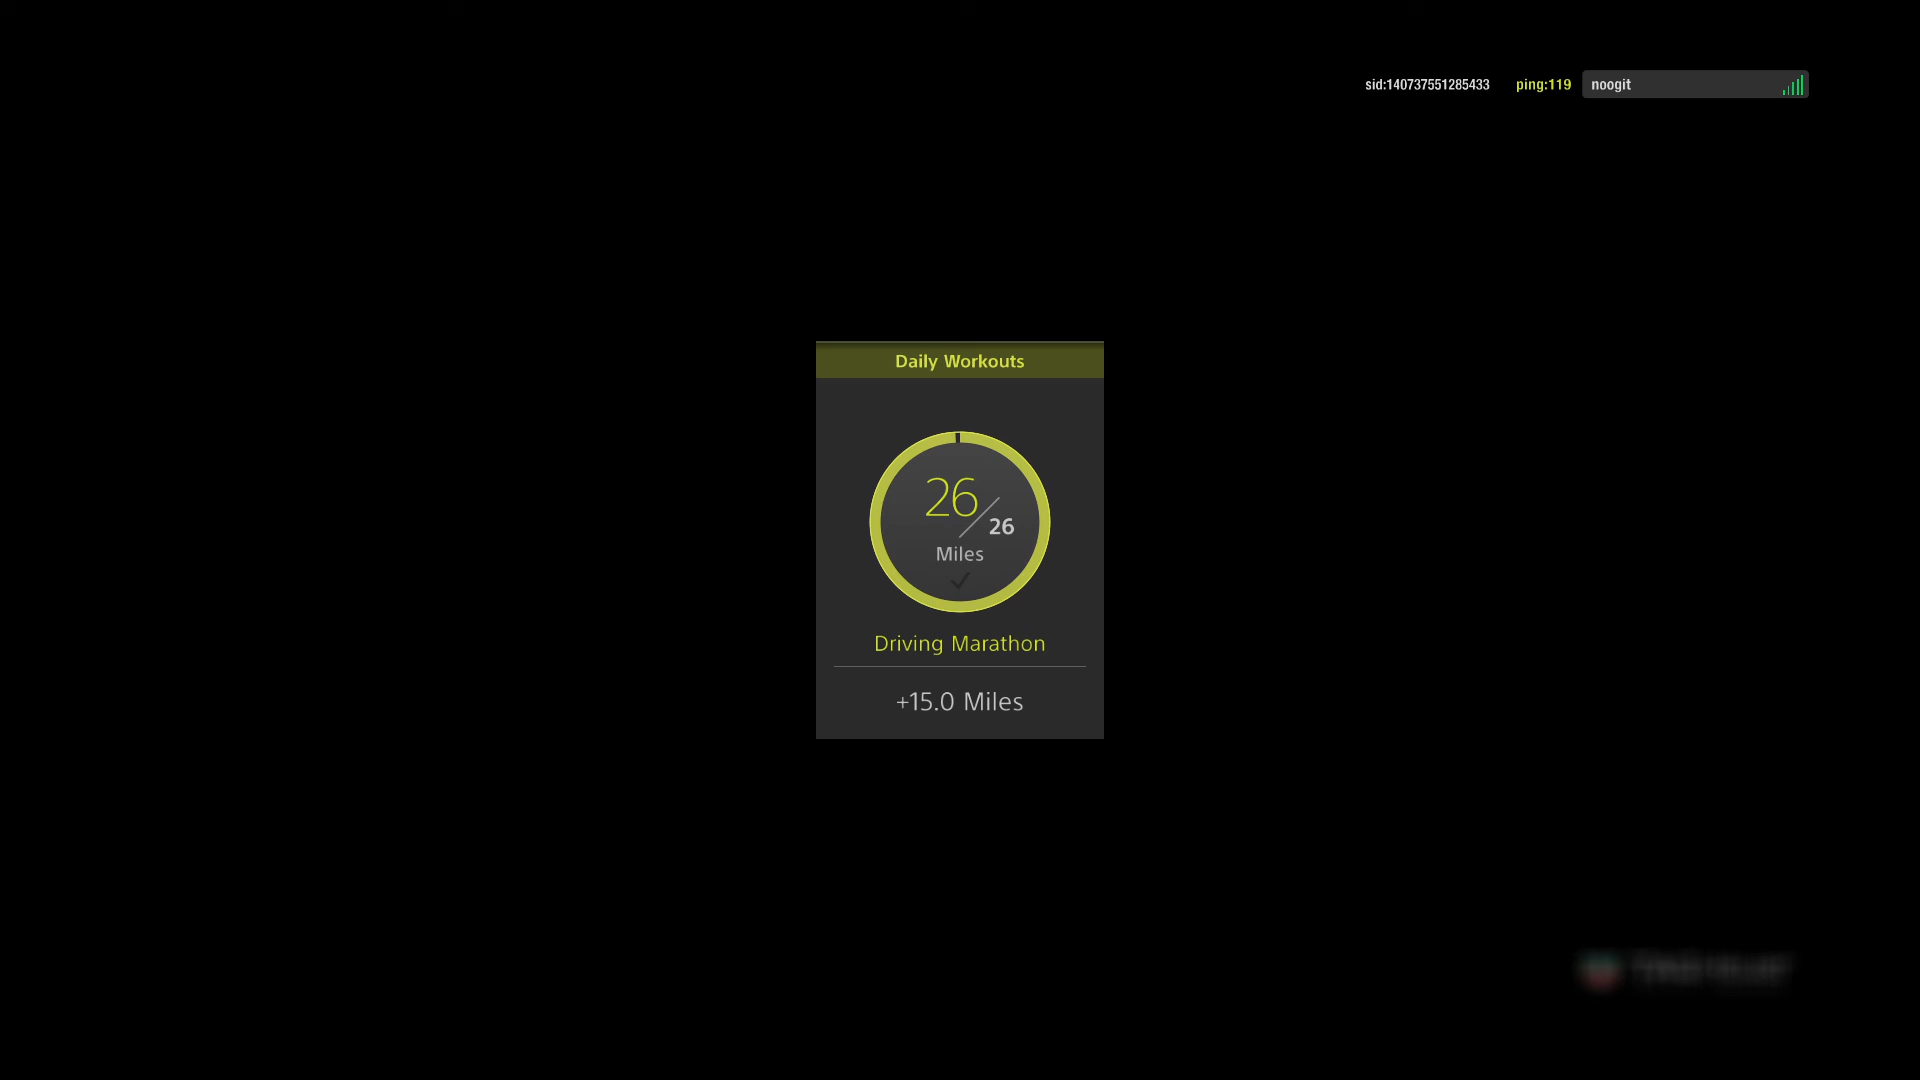 sid:140737551285433 ping:119 noogit
Daily Workouts
26/26
Miles
Driving Marathon
+15.0 Miles